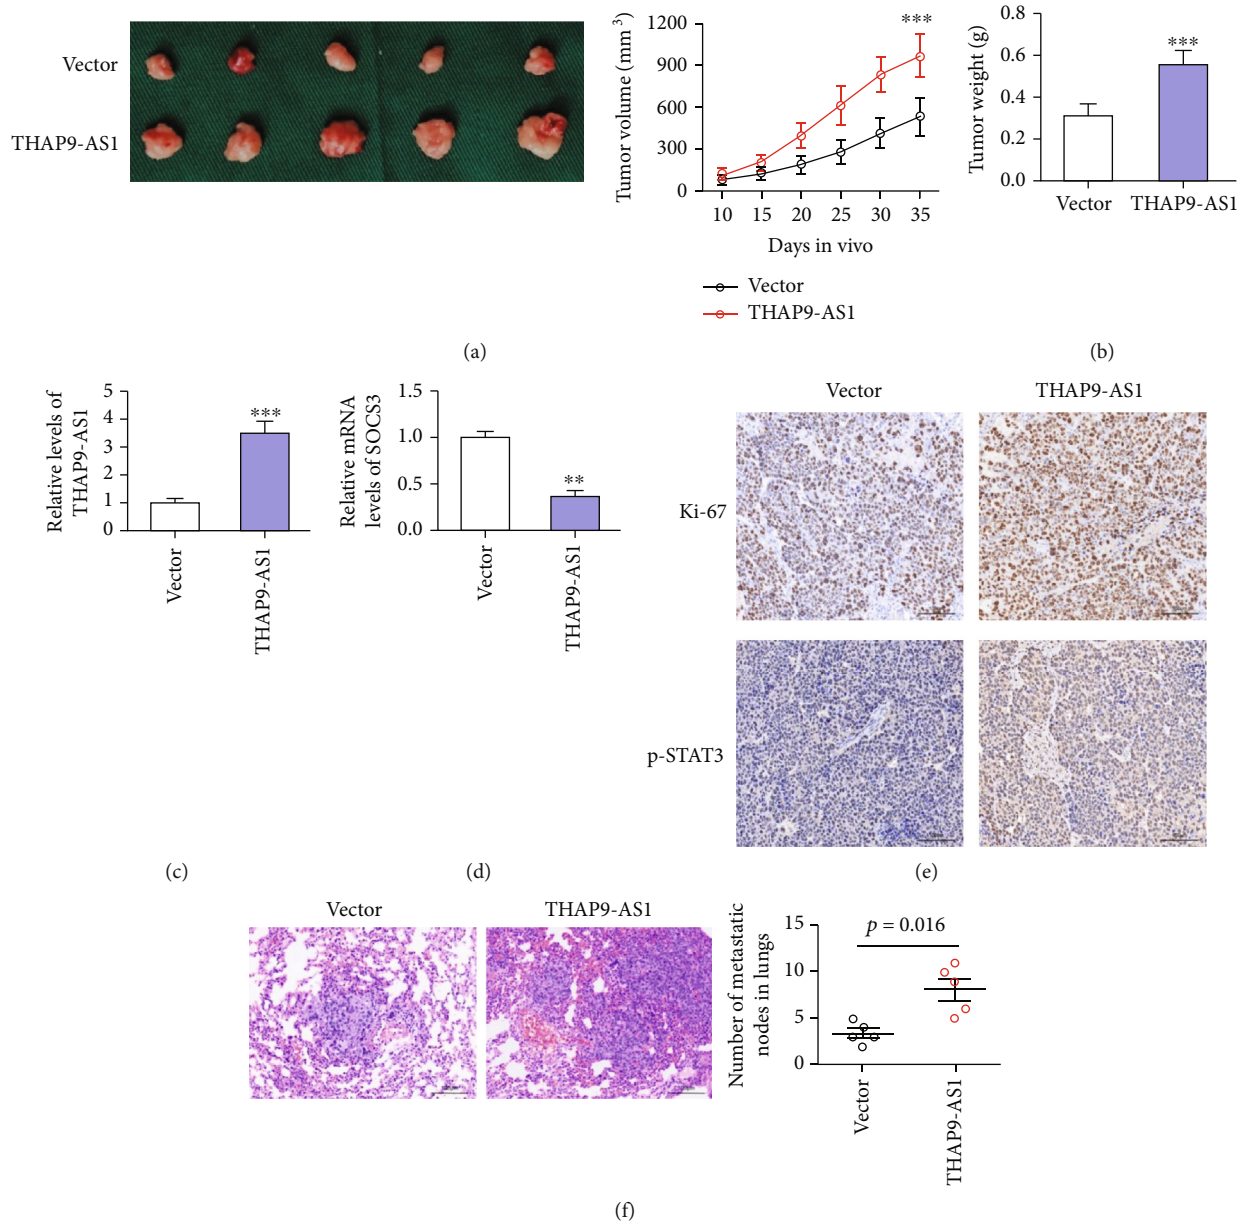 Vector
THAP9-AS1
Tumor volume (mm³)
1200
900
600
300
0
***
10 15 20 25 30 35
Days in vivo
Vector
THAP9-AS1
(a)
Tumor weight (g)
0.8
0.6
0.4
0.2
0.0
***
Vector THAP9-AS1
(b)
Relative levels of
THAP9-AS1
5
4
3
2
1
0
***
Vector
THAP9-AS1
(c)
Relative mRNA
levels of SOCS3
1.5
1.0
0.5
0.0
**
Vector
THAP9-AS1
(d)
Vector THAP9-AS1
Ki-67
p-STAT3
(e)
Vector THAP9-AS1
Number of metastatic
nodes in lungs
15
10
5
0
p = 0.016
Vector
THAP9-AS1
(f)